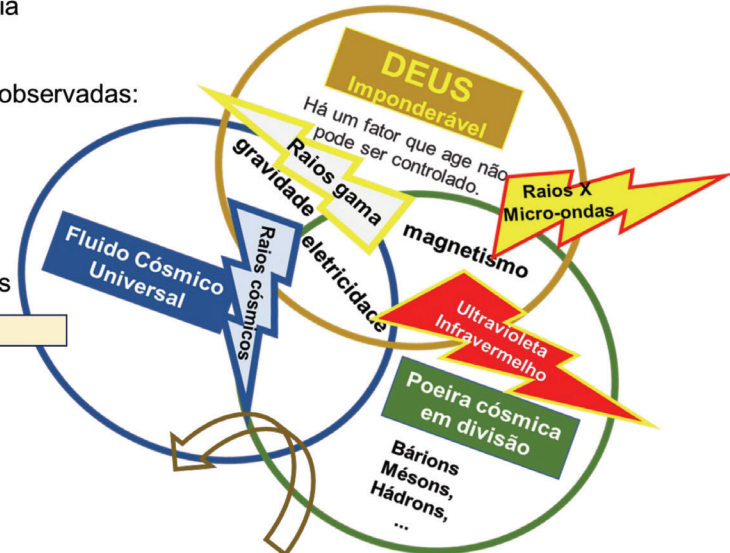 ia
observadas:
s
DEUS
Imponderável
Há um fator que age não
pode ser controlado.
Raios gama
gravidade
Raios X
Micro-ondas
magnetismo
eletricidade
Fluido Cósmico
Universal
Raios cósmicos
Ultravioleta
Infravermelho
Poeira cósmica
em divisão
Bárions
Mésons,
Hádrons,
...